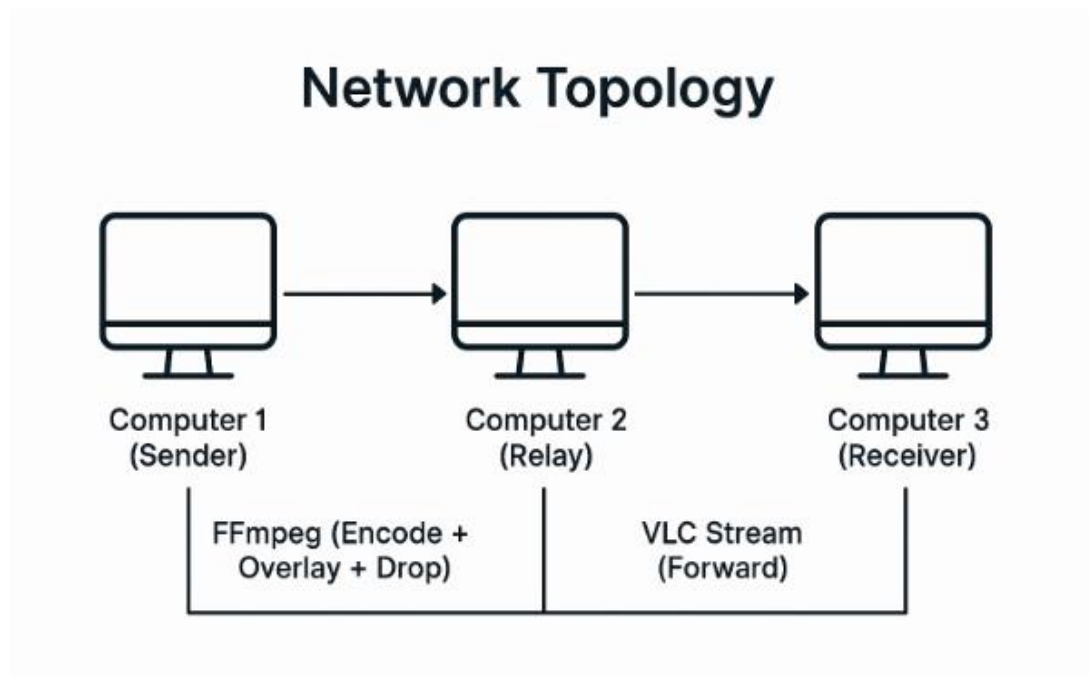 Network Topology
Computer 1
(Sender)
Computer 2
(Relay)
Computer 3
(Receiver)
FFmpeg (Encode +
Overlay + Drop)
VLC Stream
(Forward)